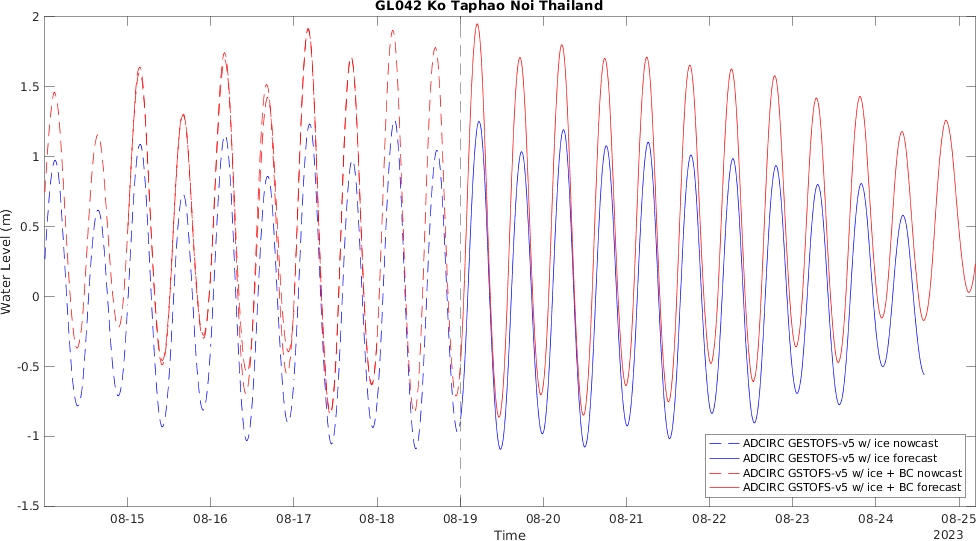 GL042 Ko Taphao Noi Thailand
2
1.5
1
0.5
0
-0.5
-1
-1.5
Water Level (m)
ADCIRC GESTOFS-v5 w/ ice nowcast
ADCIRC GESTOFS-v5 w/ ice forecast
ADCIRC GSTOFS-v5 w/ ice + BC nowcast
ADCIRC GSTOFS-v5 w/ ice + BC forecast
08-15 08-16 08-17 08-18 08-19 08-20 08-21 08-22 08-23 08-24 08-25
Time
2023